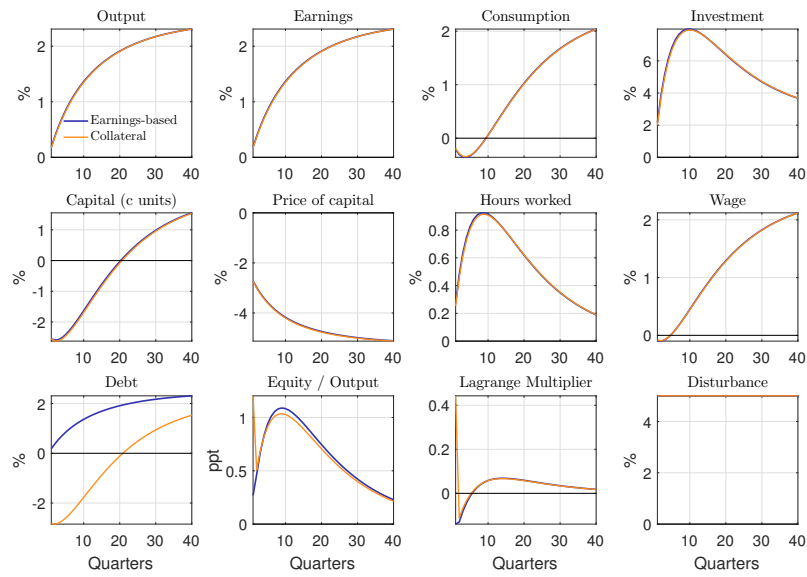 Output
Earnings
Consumption
Investment
%
2
1
0
10 20 30 40
Earnings-based
Collateral
%
2
1
0
10 20 30 40
%
2
1
0
10 20 30 40
%
6
4
2
0
10 20 30 40
Capital (c units)
Price of capital
Hours worked
Wage
%
1
0
-1
-2
10 20 30 40
%
0
-2
-4
10 20 30 40
%
0.8
0.6
0.4
0.2
0
10 20 30 40
%
2
1
0
10 20 30 40
Debt
Equity / Output
Lagrange Multiplier
Disturbance
%
2
0
-2
10 20 30 40
Quarters
ppt
1
0.5
0
10 20 30 40
Quarters
0.4
0.2
0
10 20 30 40
Quarters
%
4
2
0
10 20 30 40
Quarters